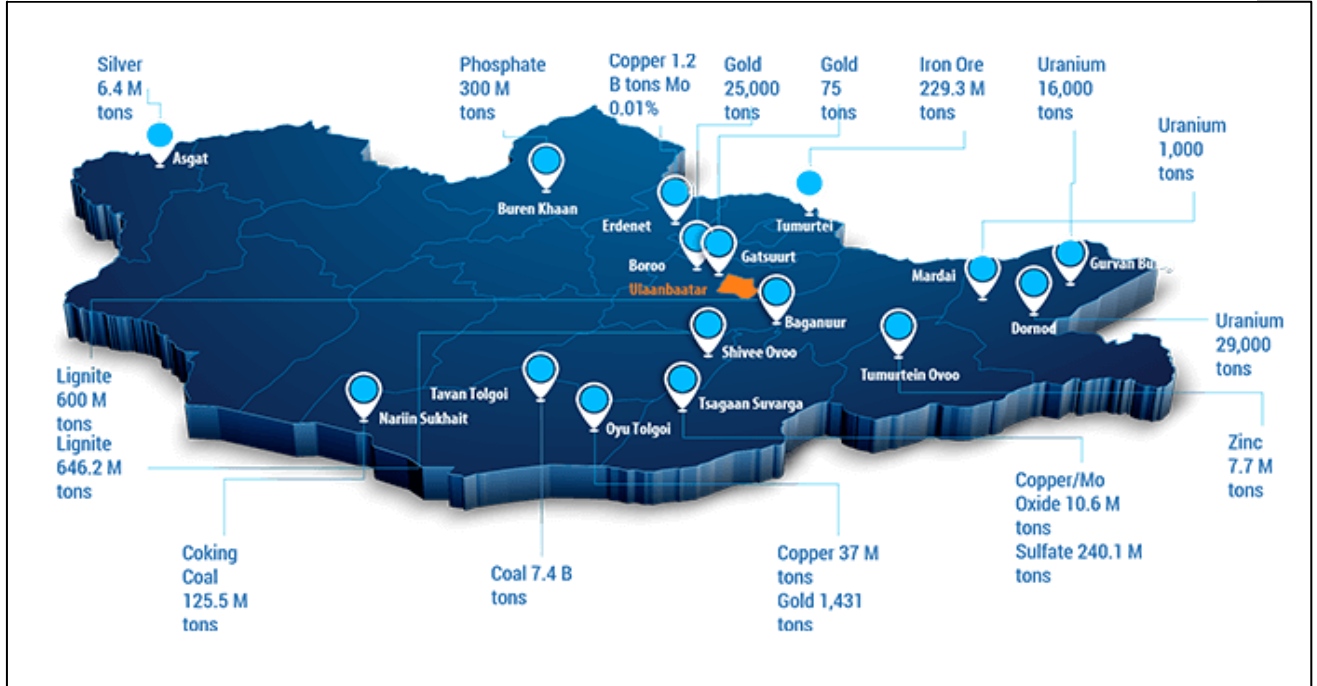 Silver
6.4 M
tons
Phosphate
300 M
tons
Copper 1.2
B tons Mo
0.01%
Gold
25,000
tons
Gold
75
tons
Iron Ore
229.3 M
tons
Uranium
16,000
tons
Uranium
1,000
tons
Asgat
Buren Khaan
Erdenet
Tumurtei
Boroo
Gatsuurt
Ulaanbaatar
Mardai
Gurvan
Baganuur
Dornod
Shivee Ovoo
Tumurtein Ovoo
Uranium
29,000
tons
Lignite
600 M
tons
Lignite
646.2 M
tons
Nariin Sukhait
Tavan Tolgoi
Oyu Tolgoi
Tsagaan Suvarga
Zinc
7.7 M
tons
Copper/Mo
Oxide 10.6 M
tons
Sulfate 240.1 M
tons
Coking
Coal
125.5 M
tons
Coal 7.4 B
tons
Copper 37 M
tons
Gold 1,431
tons